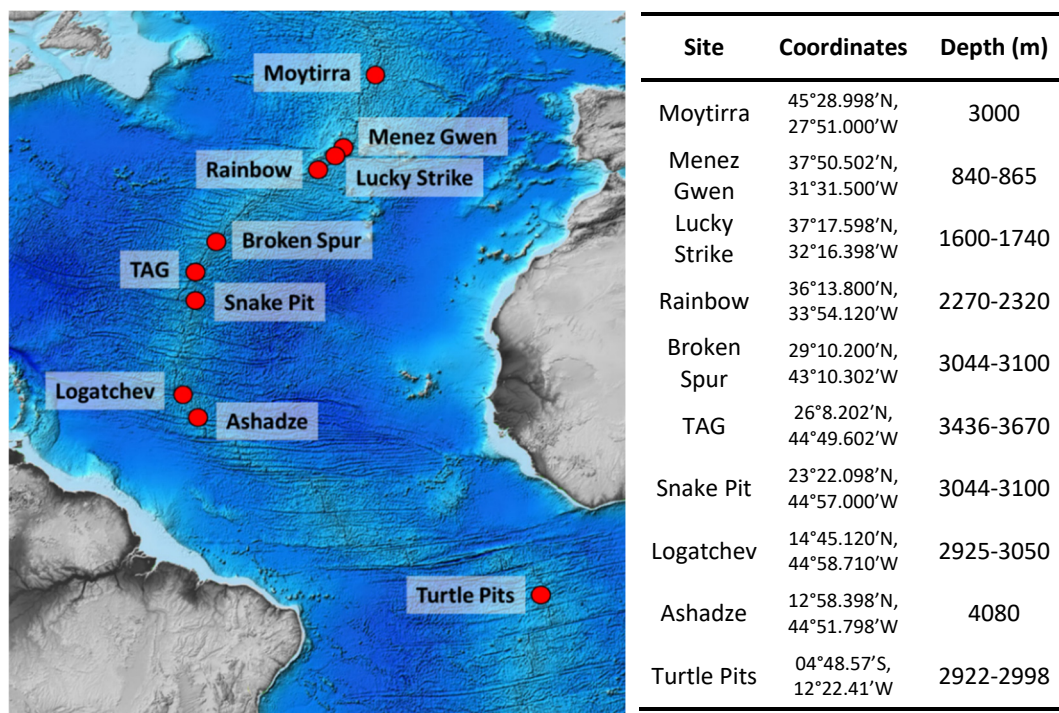 Moytirra
Menez Gwen
Rainbow
Lucky Strike
Broken Spur
TAG
Snake Pit
Logatchev
Ashadze
Turtle Pits
Site Coordinates Depth (m)
Moytirra 45°28.998’N, 27°51.000’W 3000
Menez Gwen 37°50.502’N, 31°31.500’W 840-865
Lucky Strike 37°17.598’N, 32°16.398’W 1600-1740
Rainbow 36°13.800’N, 33°54.120’W 2270-2320
Broken Spur 29°10.200’N, 43°10.302’W 3044-3100
TAG 26°8.202’N, 44°49.602’W 3436-3670
Snake Pit 23°22.098’N, 44°57.000’W 3044-3100
Logatchev 14°45.120’N, 44°58.710’W 2925-3050
Ashadze 12°58.398’N, 44°51.798’W 4080
Turtle Pits 04°48.57’S, 12°22.41’W 2922-2998